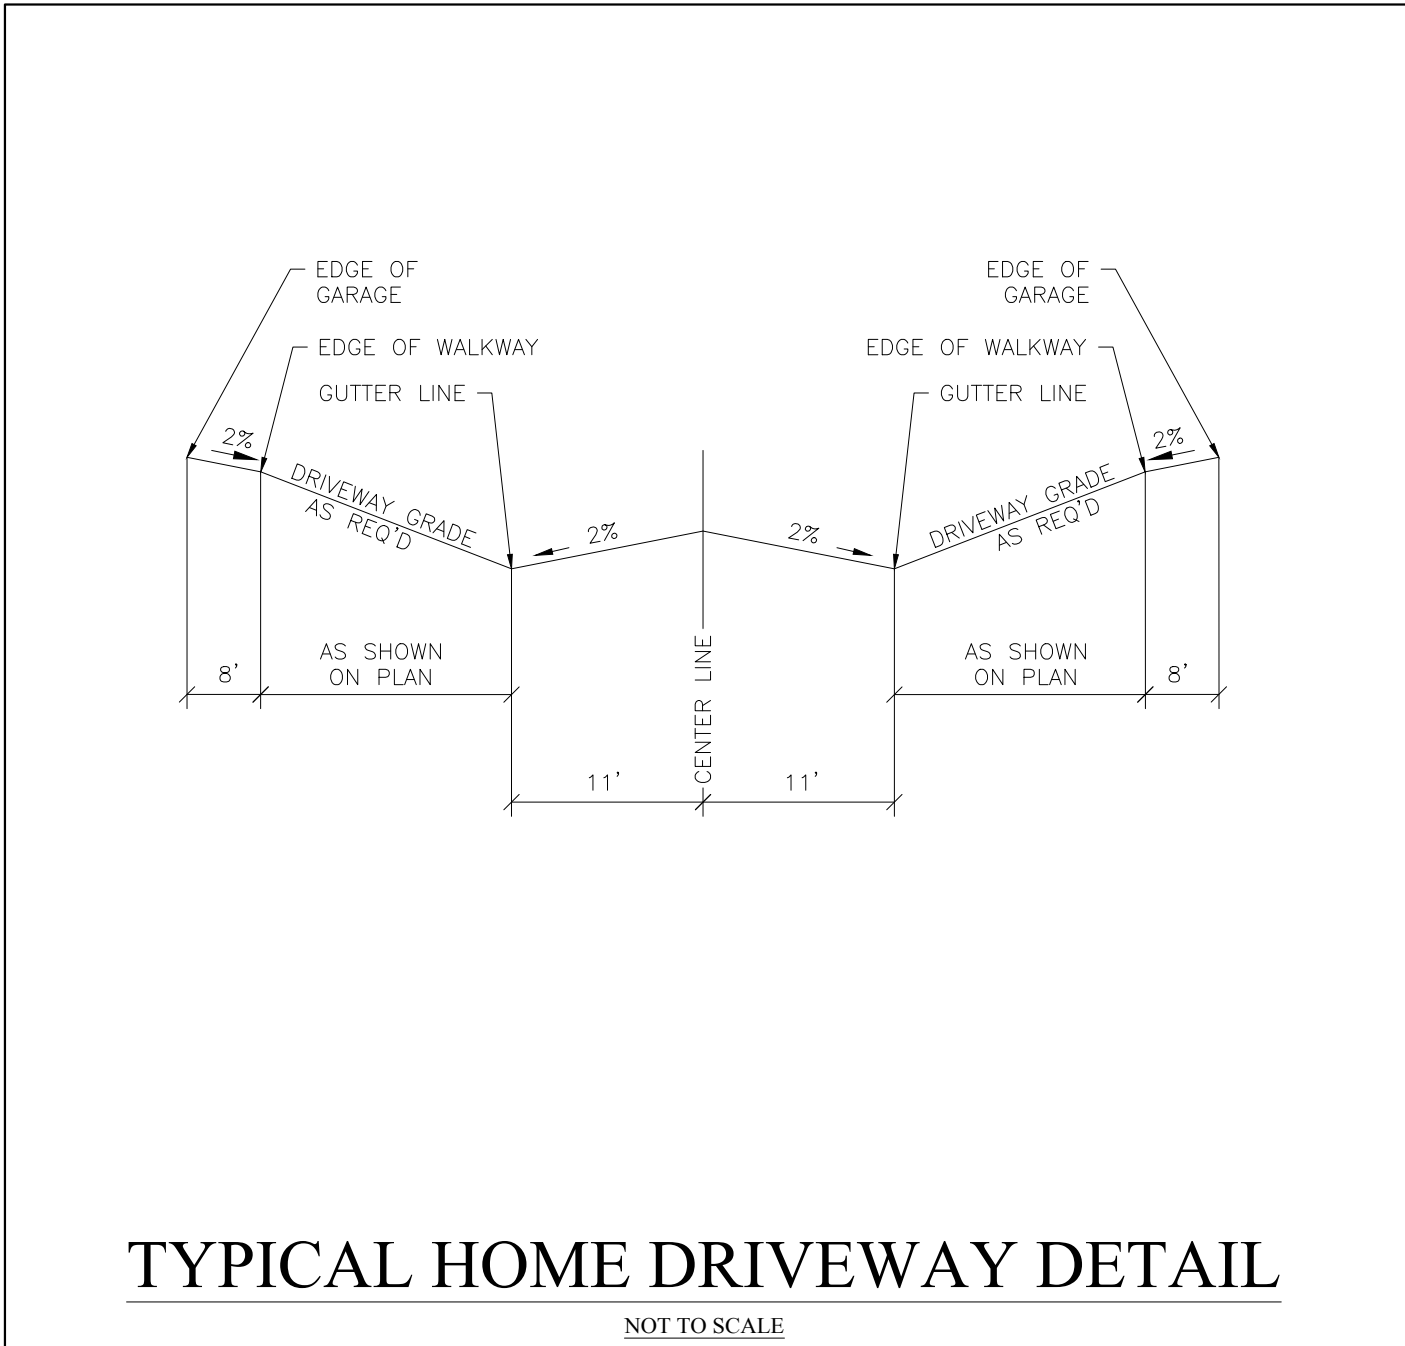 EDGE OF
GARAGE
EDGE OF
GARAGE
EDGE OF WALKWAY
EDGE OF WALKWAY
GUTTER LINE
GUTTER LINE
2%
2%
DRIVEWAY GRADE
AS REQ'D
DRIVEWAY GRADE
AS REQ'D
2%
2%
8'
AS SHOWN
ON PLAN
CENTER LINE
AS SHOWN
ON PLAN
8'
11'
11'
TYPICAL HOME DRIVEWAY DETAIL
NOT TO SCALE